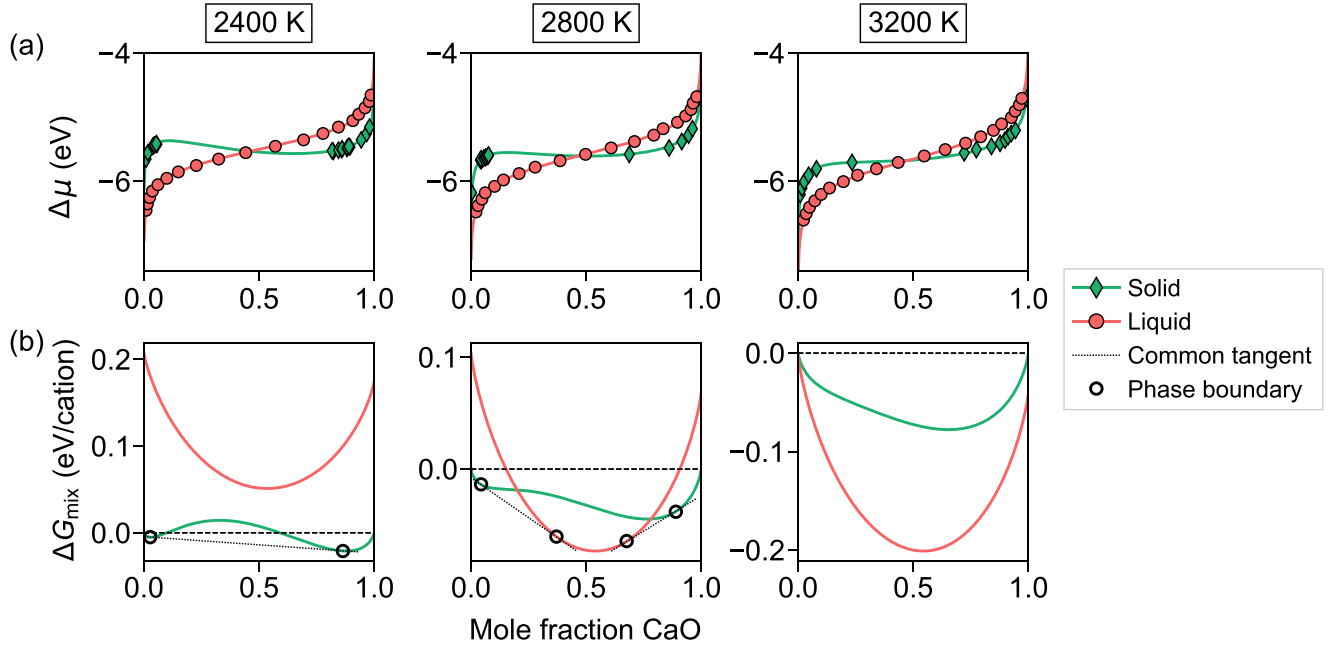 2400 K 2800 K 3200 K
(a)
−4 −4 −4
−6 −6 −6
Δμ (eV)
0.0 0.5 1.0 0.0 0.5 1.0 0.0 0.5 1.0
Solid
Liquid
Common tangent
Phase boundary
(b)
0.2 0.1 0.0
0.1 0.0
0.0 −0.1 −0.2
ΔGmix (eV/cation)
0.0 0.5 1.0 0.0 0.5 1.0 0.0 0.5 1.0
Mole fraction CaO